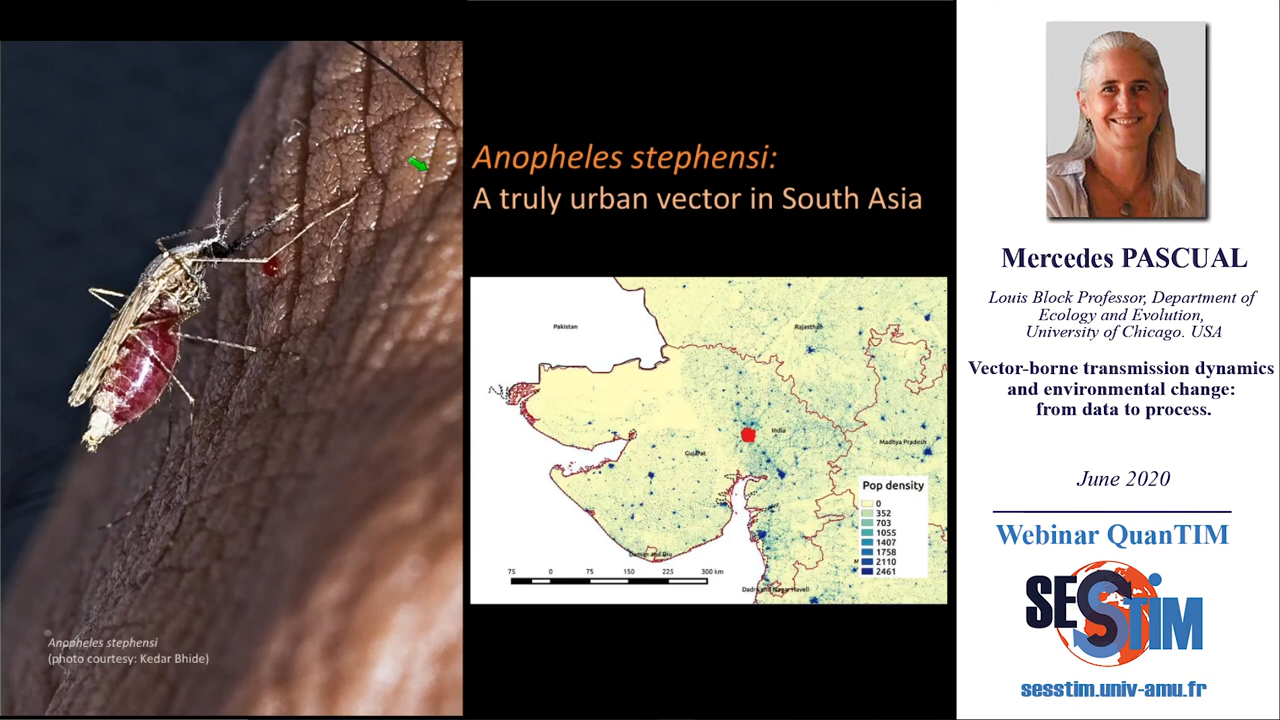 Anopheles stephensi:
A truly urban vector in South Asia
Pakistan
Rajasthan
India
Gujarat
Madhya Pradesh
Daman and Diu
Dadra and Nagar Haveli
Pop density
0
352
703
1055
1407
1758
2110
2461
75 0 75 150 225 300 km
Anopheles stephensi
(photo courtesy: Kedar Bhide)
Mercedes PASCUAL
Louis Block Professor, Department of
Ecology and Evolution,
University of Chicago. USA
Vector-borne transmission dynamics
and environmental change:
from data to process.
June 2020
Webinar QuanTIM
SESSTIM
sesstim.univ-amu.fr